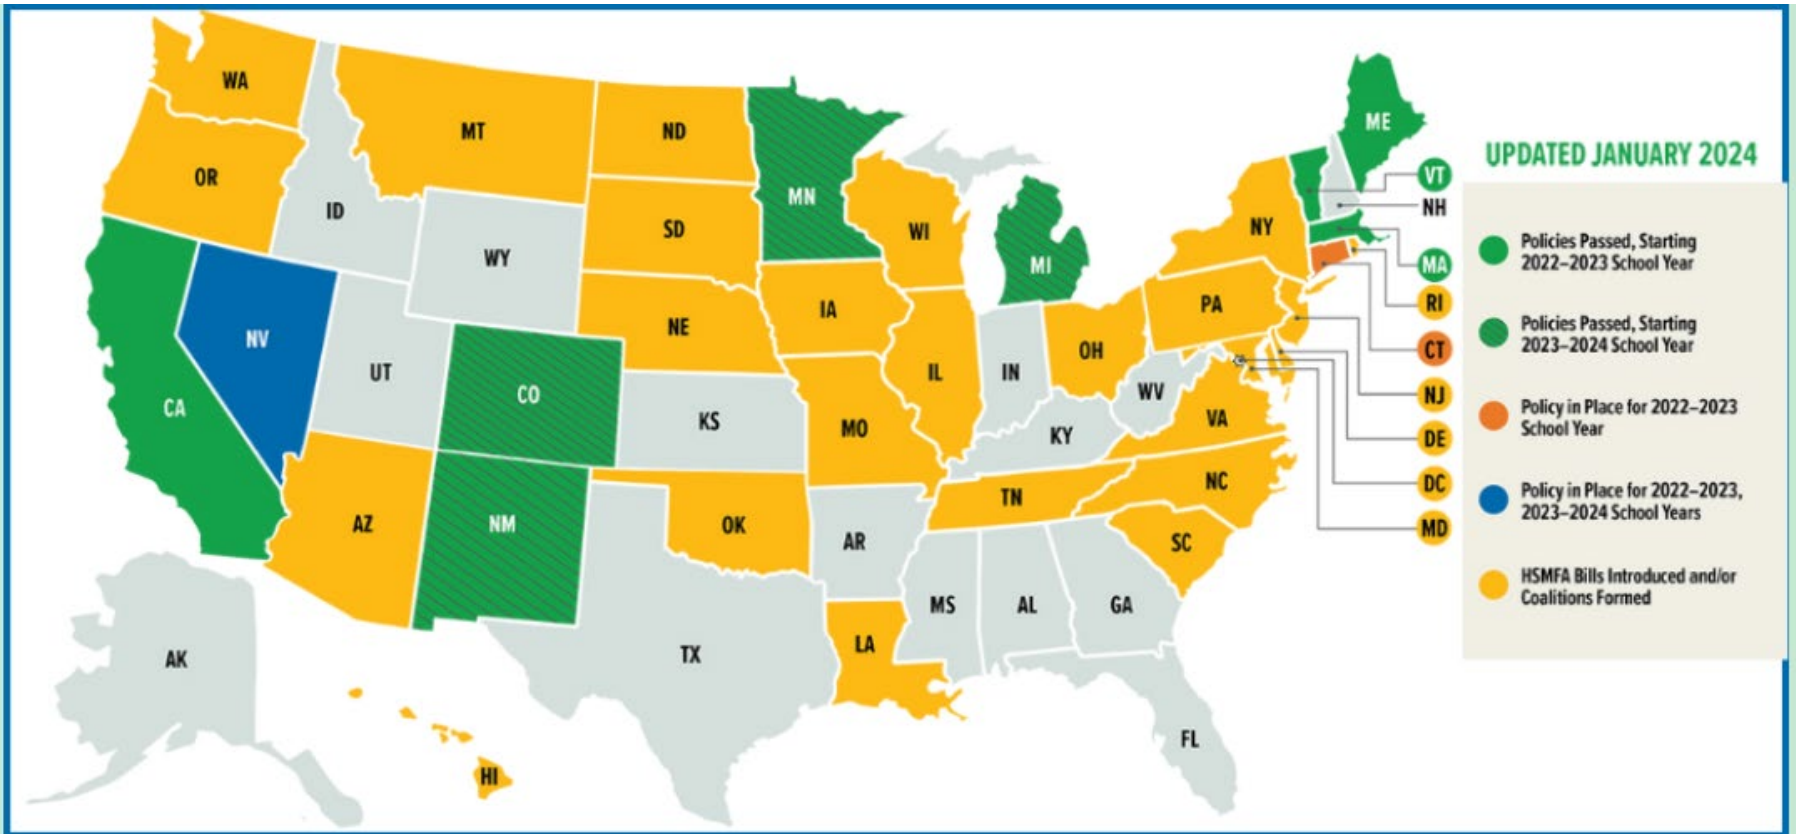 WA
MT
ND
MN
ME
OR
ID
SD
WI
NY
VT
NH
WY
MI
MA
NV
NE
IA
PA
RI
UT
CO
IL
IN
OH
CT
CA
KS
MO
KY
WV
VA
NJ
DE
AZ
NM
OK
AR
TN
NC
DC
SC
MD
MS
AL
GA
AK
TX
LA
FL
HI
UPDATED JANUARY 2024
Policies Passed, Starting
2022–2023 School Year
Policies Passed, Starting
2023–2024 School Year
Policy in Place for 2022–2023
School Year
Policy in Place for 2022–2023,
2023–2024 School Years
HSMFA Bills Introduced and/or
Coalitions Formed